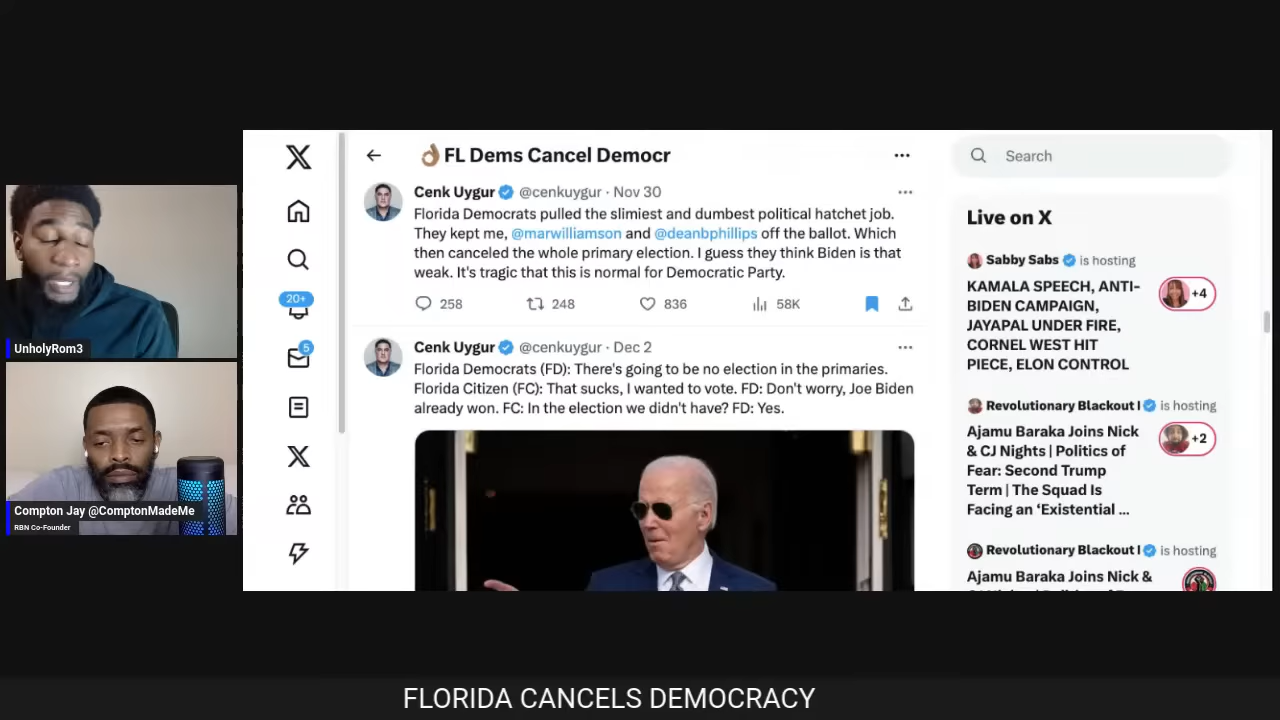 UnholyRom3
Compton Jay @ComptonMadeMe
RBN Co-Founder
20+
5
FL Dems Cancel Democr
Cenk Uygur @cenkuygur · Nov 30
Florida Democrats pulled the slimiest and dumbest political hatchet job.
They kept me, @marwilliamson and @deanbphillips off the ballot. Which
then canceled the whole primary election. I guess they think Biden is that
weak. It's tragic that this is normal for Democratic Party.
258 248 836 58K
Cenk Uygur @cenkuygur · Dec 2
Florida Democrats (FD): There's going to be no election in the primaries.
Florida Citizen (FC): That sucks, I wanted to vote. FD: Don't worry, Joe Biden
already won. FC: In the election we didn't have? FD: Yes.
Search
Live on X
Sabby Sabs is hosting
KAMALA SPEECH, ANTI-
BIDEN CAMPAIGN,
JAYAPAL UNDER FIRE,
CORNEL WEST HIT
PIECE, ELON CONTROL
+4
Revolutionary Blackout I is hosting
Ajamu Baraka Joins Nick
& CJ Nights | Politics of
Fear: Second Trump
Term | The Squad Is
Facing an ‘Existential ...
+2
Revolutionary Blackout I is hosting
Ajamu Baraka Joins Nick &
FLORIDA CANCELS DEMOCRACY